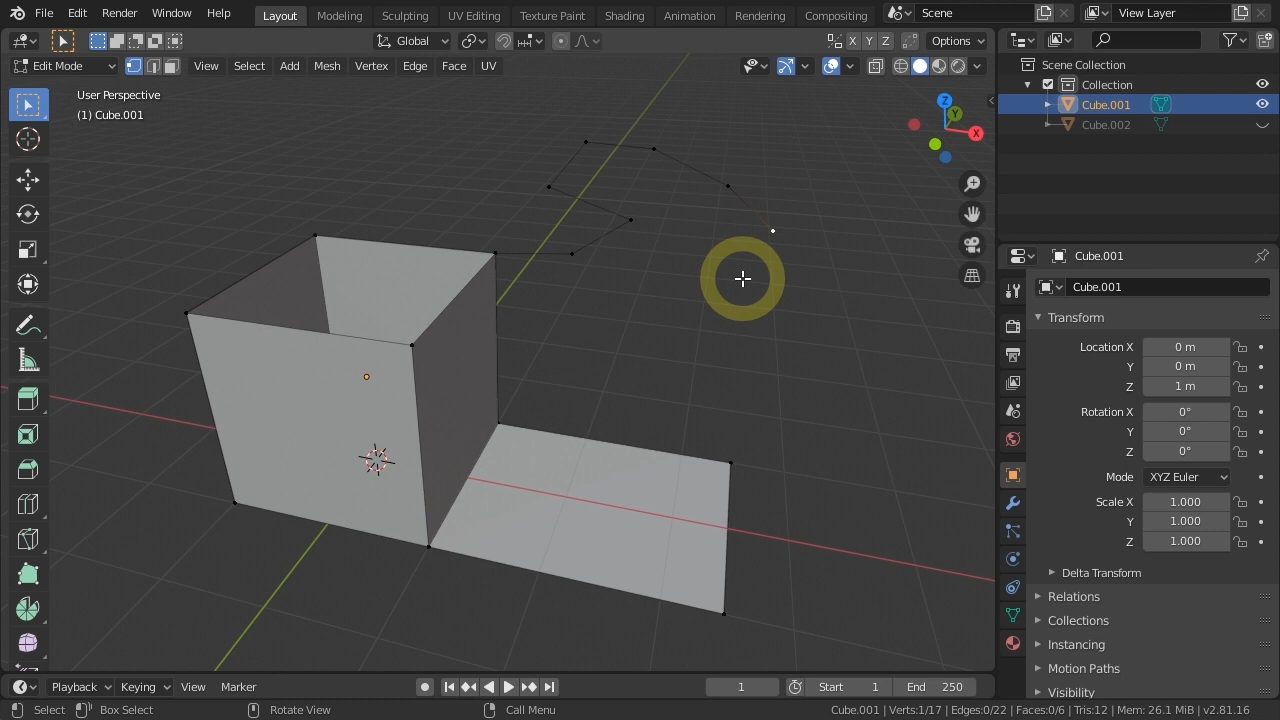 File Edit Render Window Help Layout Modeling Sculpting UV Editing Texture Paint Shading Animation Rendering Compositing Scene View Layer
Global X Y Z Options
Edit Mode View Select Add Mesh Vertex Edge Face UV
User Perspective
(1) Cube.001
Z
Y
X
Scene Collection
Collection
Cube.001
Cube.002
Cube.001
Cube.001
Transform
Location X 0 m
Y 0 m
Z 1 m
Rotation X 0°
Y 0°
Z 0°
Mode XYZ Euler
Scale X 1.000
Y 1.000
Z 1.000
Delta Transform
Relations
Collections
Instancing
Motion Paths
Visibility
Playback Keying View Marker 1 Start 1 End 250
Select Box Select Rotate View Call Menu Cube.001 | Verts:1/17 | Edges:0/22 | Faces:0/6 | Tris:12 | Mem: 26.1 MiB | v2.81.16